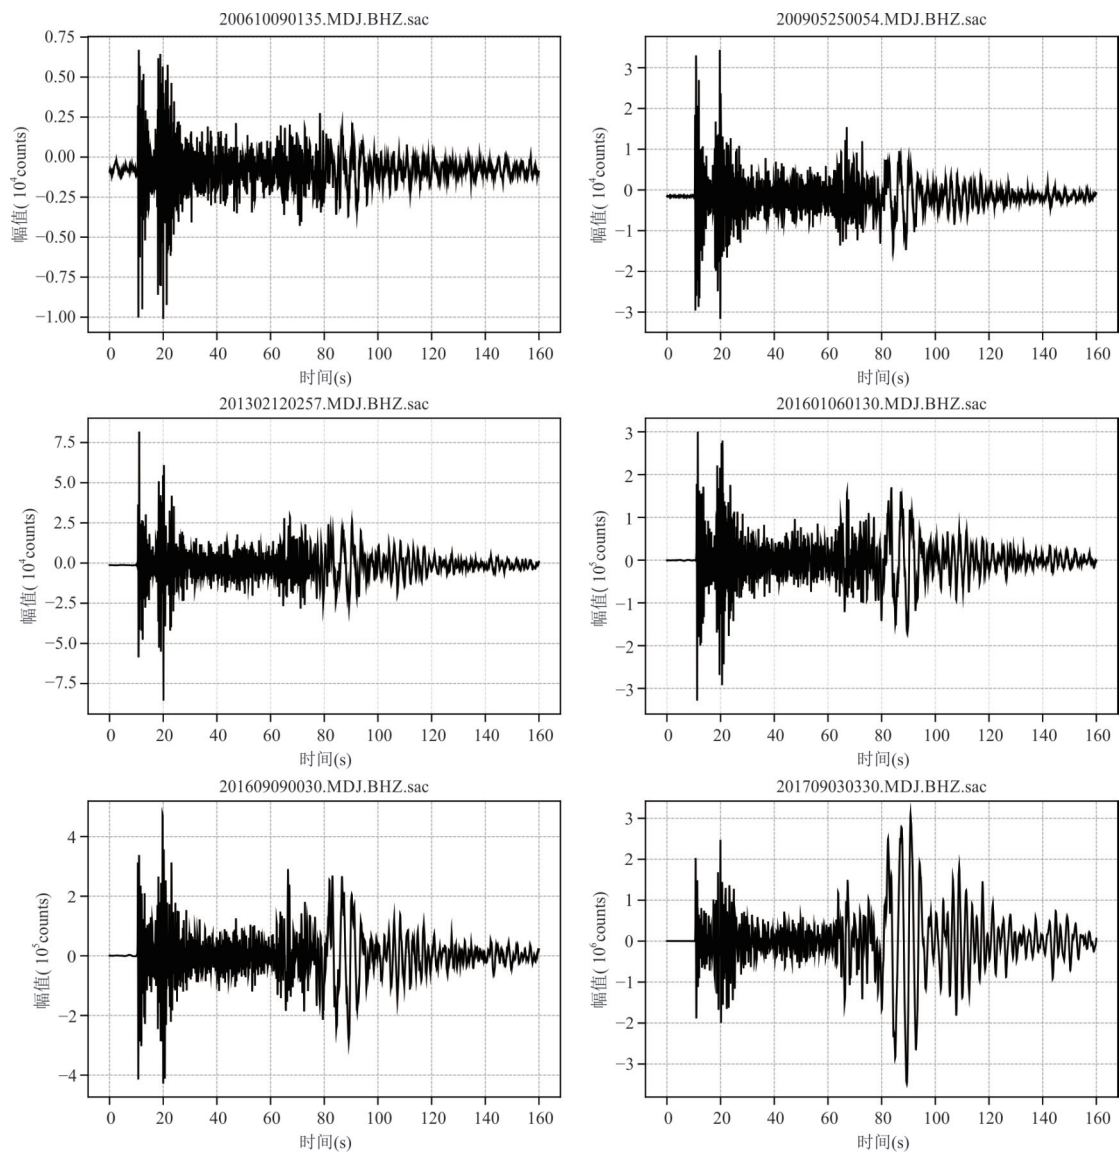 200610090135.MDJ.BHZ.sac
幅值( 10⁴counts)
0.75
0.50
0.25
0.00
−0.25
−0.50
−0.75
−1.00
0 20 40 60 80 100 120 140 160
时间(s)
200905250054.MDJ.BHZ.sac
幅值( 10⁴counts)
3
2
1
0
−1
−2
−3
0 20 40 60 80 100 120 140 160
时间(s)
201302120257.MDJ.BHZ.sac
幅值( 10⁴counts)
7.5
5.0
2.5
0.0
−2.5
−5.0
−7.5
0 20 40 60 80 100 120 140 160
时间(s)
201601060130.MDJ.BHZ.sac
幅值( 10⁵counts)
3
2
1
0
−1
−2
−3
0 20 40 60 80 100 120 140 160
时间(s)
201609090030.MDJ.BHZ.sac
幅值( 10⁵counts)
4
2
0
−2
−4
0 20 40 60 80 100 120 140 160
时间(s)
201709030330.MDJ.BHZ.sac
幅值( 10⁶counts)
3
2
1
0
−1
−2
−3
0 20 40 60 80 100 120 140 160
时间(s)